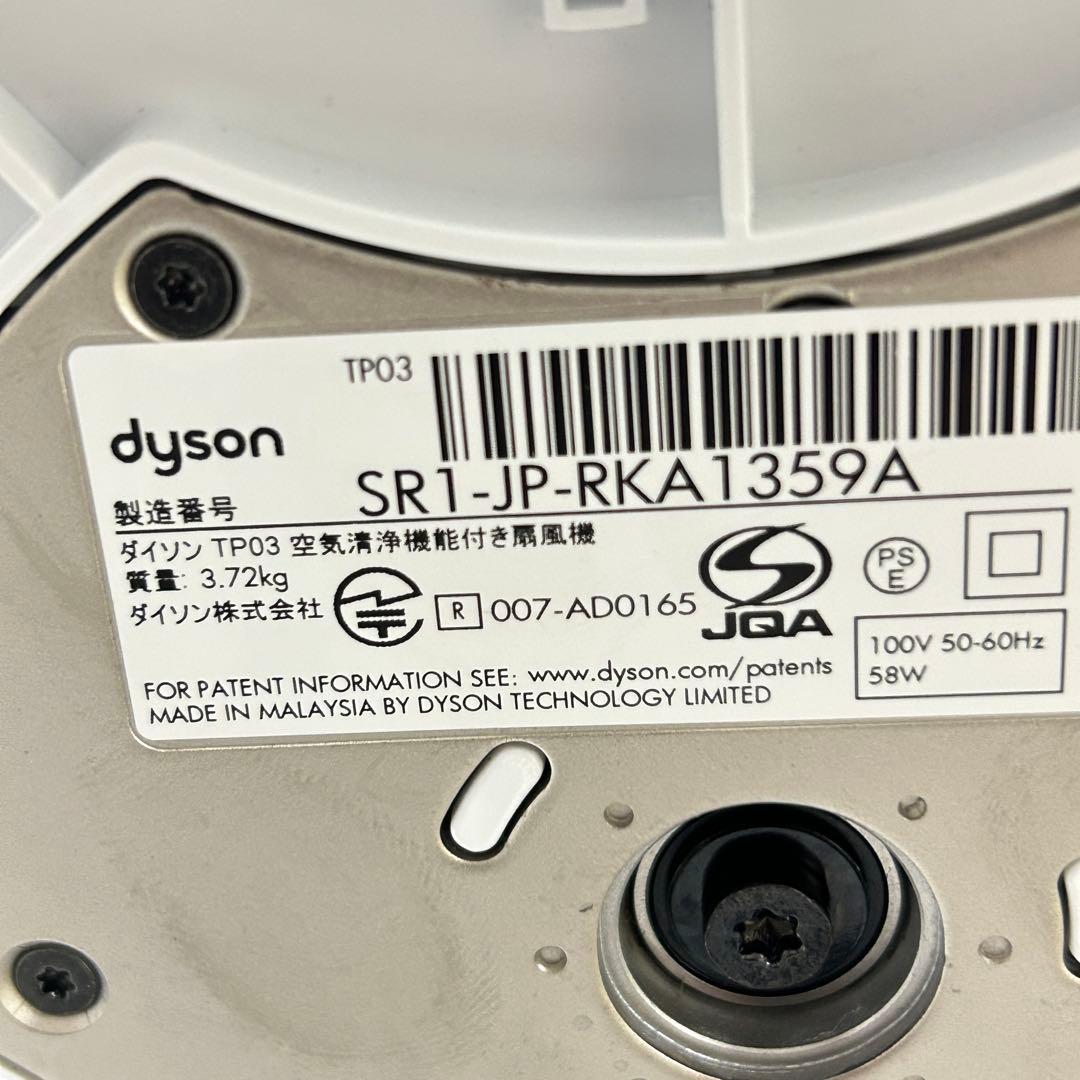 TP03
dyson
製造番号 SR1-JP-RKA1359A
ダイソン TP03 空気清浄機能付き扇風機
質量: 3.72kg
ダイソン株式会社
R 007-AD0165
JQA
PS
E
100V 50-60Hz
58W
FOR PATENT INFORMATION SEE: www.dyson.com/patents
MADE IN MALAYSIA BY DYSON TECHNOLOGY LIMITED